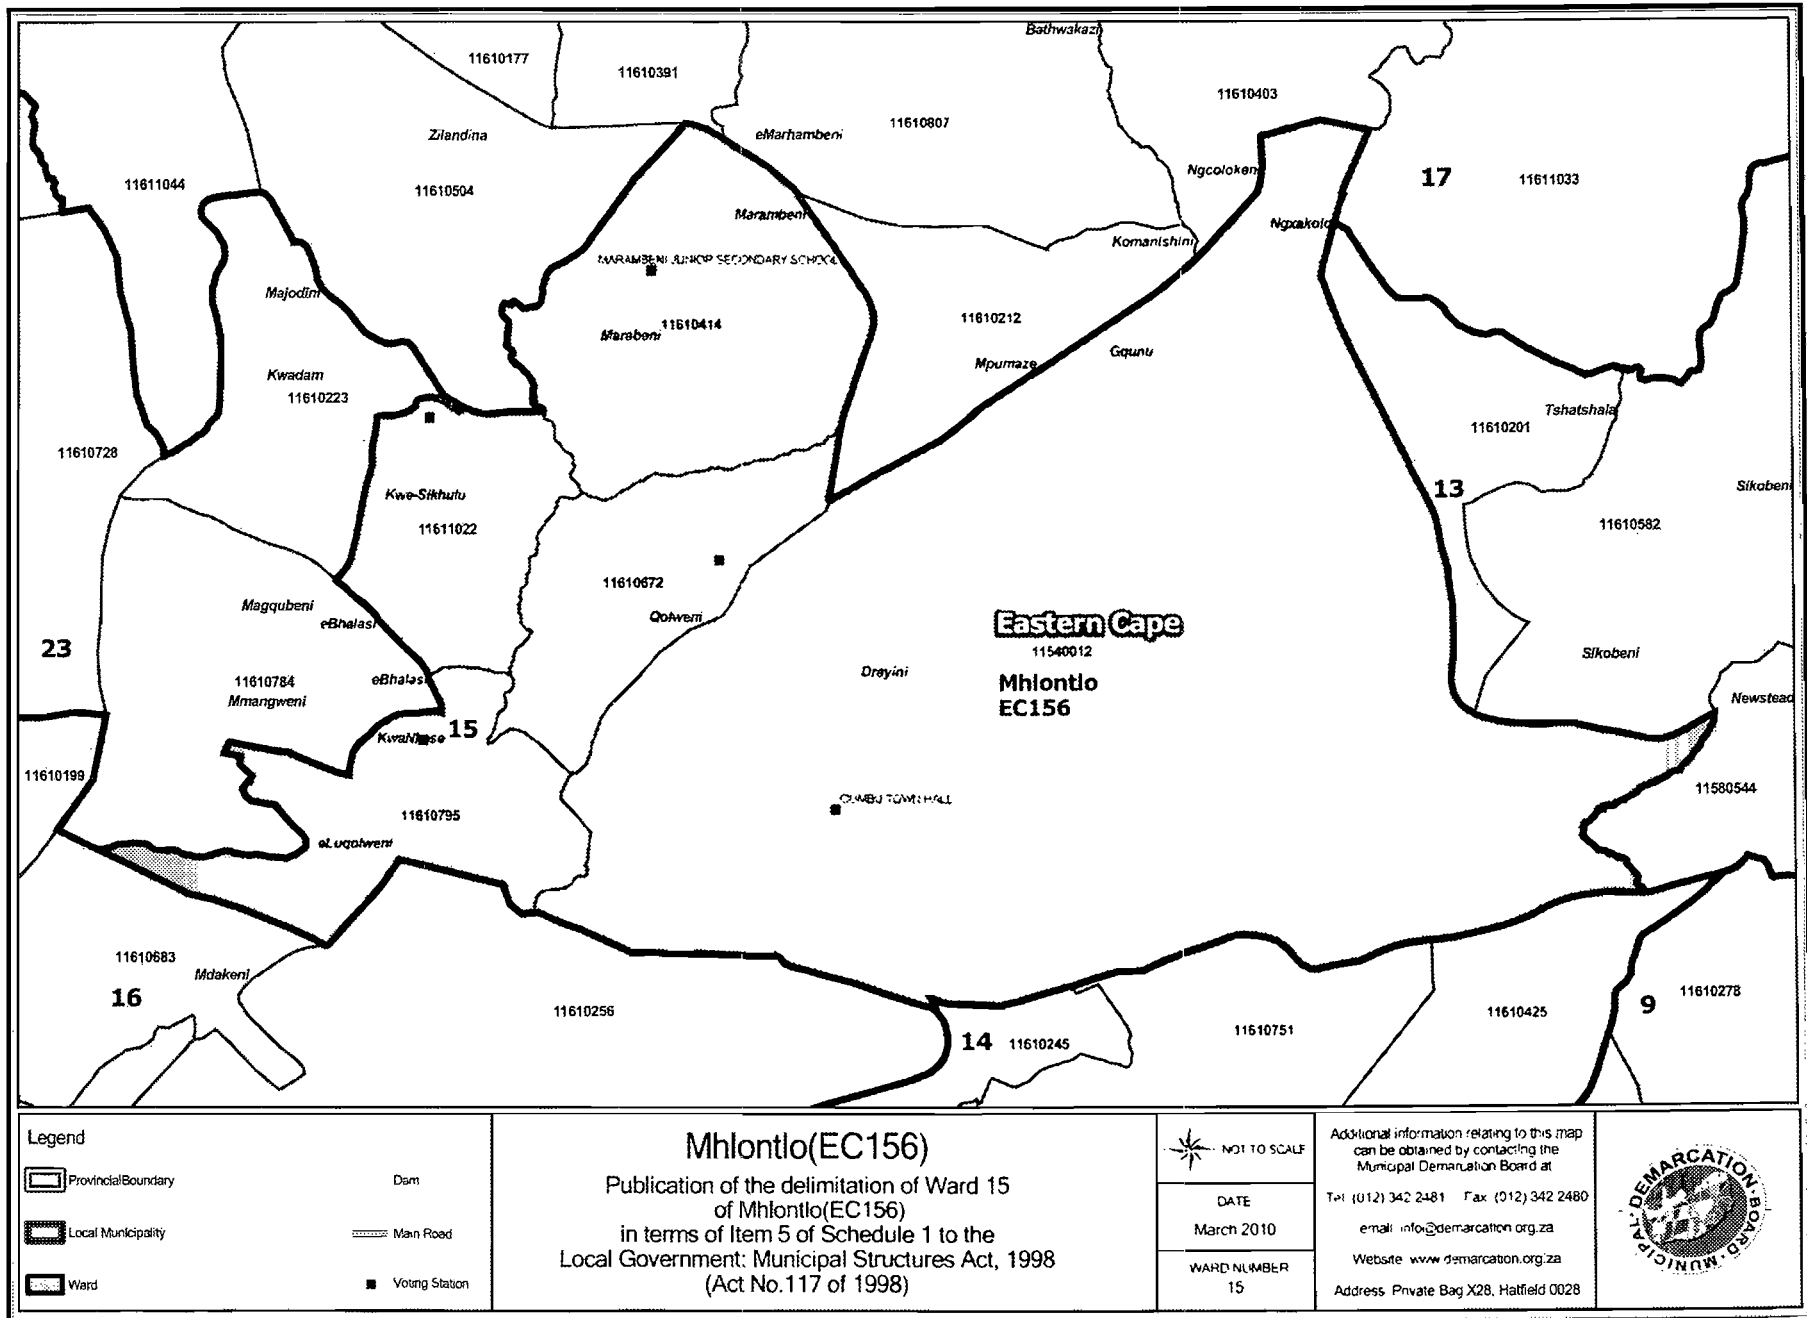 Bathwakazi
11610177
11610391
11610403
11610807
Zilandina
eMarhambeni
Ngcoloken
17
11611033
11611044
11610504
Marambeni
Ngxakolo
Komanishini
MARAMBENI JUNIOR SECONDARY SCHOOL
Majodini
11610212
Marabeni
11610414
Gqunu
Mpumaze
Kwadam
11610223
Tshatshala
11610201
11610728
13
Sikobeni
Kwe-Sikhulu
11611022
11610582
11610672
Magqubeni
eBhalasi
Qolweni
Eastern Cape
11540012
23
Sikobeni
Drayini
Mhlontlo
EC156
11610784
eBhalasi
Mmangweni
Newstead
15
11610199
11580544
QUMBU TOWN HALL
11610795
eLuqolweni
11610683
Mdakeni
16
11610256
11610278
9
11610425
11610751
14
11610245
Legend
Provincial Boundary
Dam
Local Municipality
Main Road
Ward
Voting Station
Mhlontlo(EC156)
Publication of the delimitation of Ward 15
of Mhlontlo(EC156)
in terms of Item 5 of Schedule 1 to the
Local Government: Municipal Structures Act, 1998
(Act No.117 of 1998)
NOT TO SCALE
DATE
March 2010
WARD NUMBER
15
Additional information relating to this map
can be obtained by contacting the
Municipal Demarcation Board at
Tel (012) 342 2481 Fax (012) 342 2480
email info@demarcation.org.za
Website www.demarcation.org.za
Address Private Bag X28, Hatfield 0028
MUNICIPAL DEMARCATION BOARD